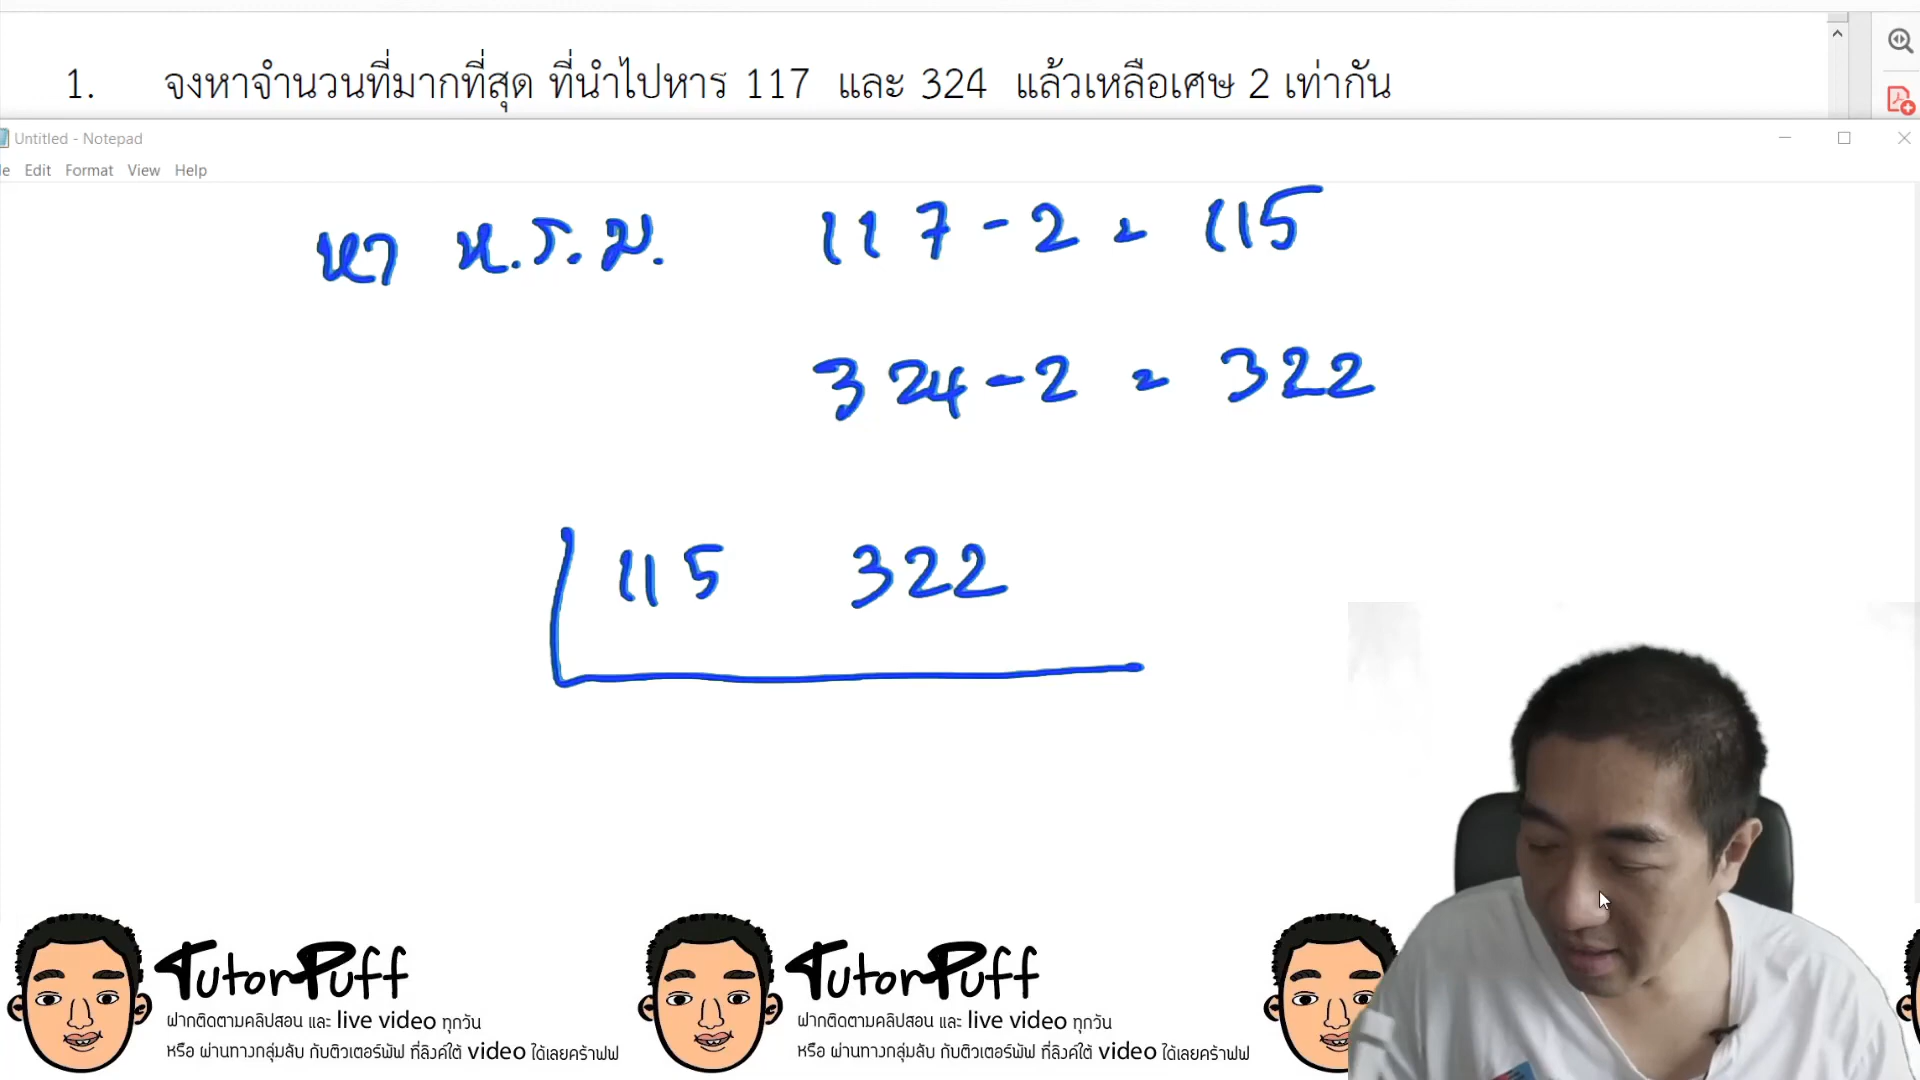 1. จงหาจำนวนที่มากที่สุด ที่นำไปหาร 117 และ 324 แล้วเหลือเศษ 2 เท่ากัน
Untitled - Notepad
Edit Format View Help
หา ห.ร.ม. 117 - 2 = 115
324 - 2 = 322
115 322
TutorPuff
ฝากติดตามคลิปสอน และ live video ทุกวัน
หรือ ผ่านทางกลุ่มลับ กับติวเตอร์พัฟ ที่ลิงค์ใต้ video ได้เลยคร้าฟฟ
TutorPuff
ฝากติดตามคลิปสอน และ live video ทุกวัน
หรือ ผ่านทางกลุ่มลับ กับติวเตอร์พัฟ ที่ลิงค์ใต้ video ได้เลยคร้าฟฟ